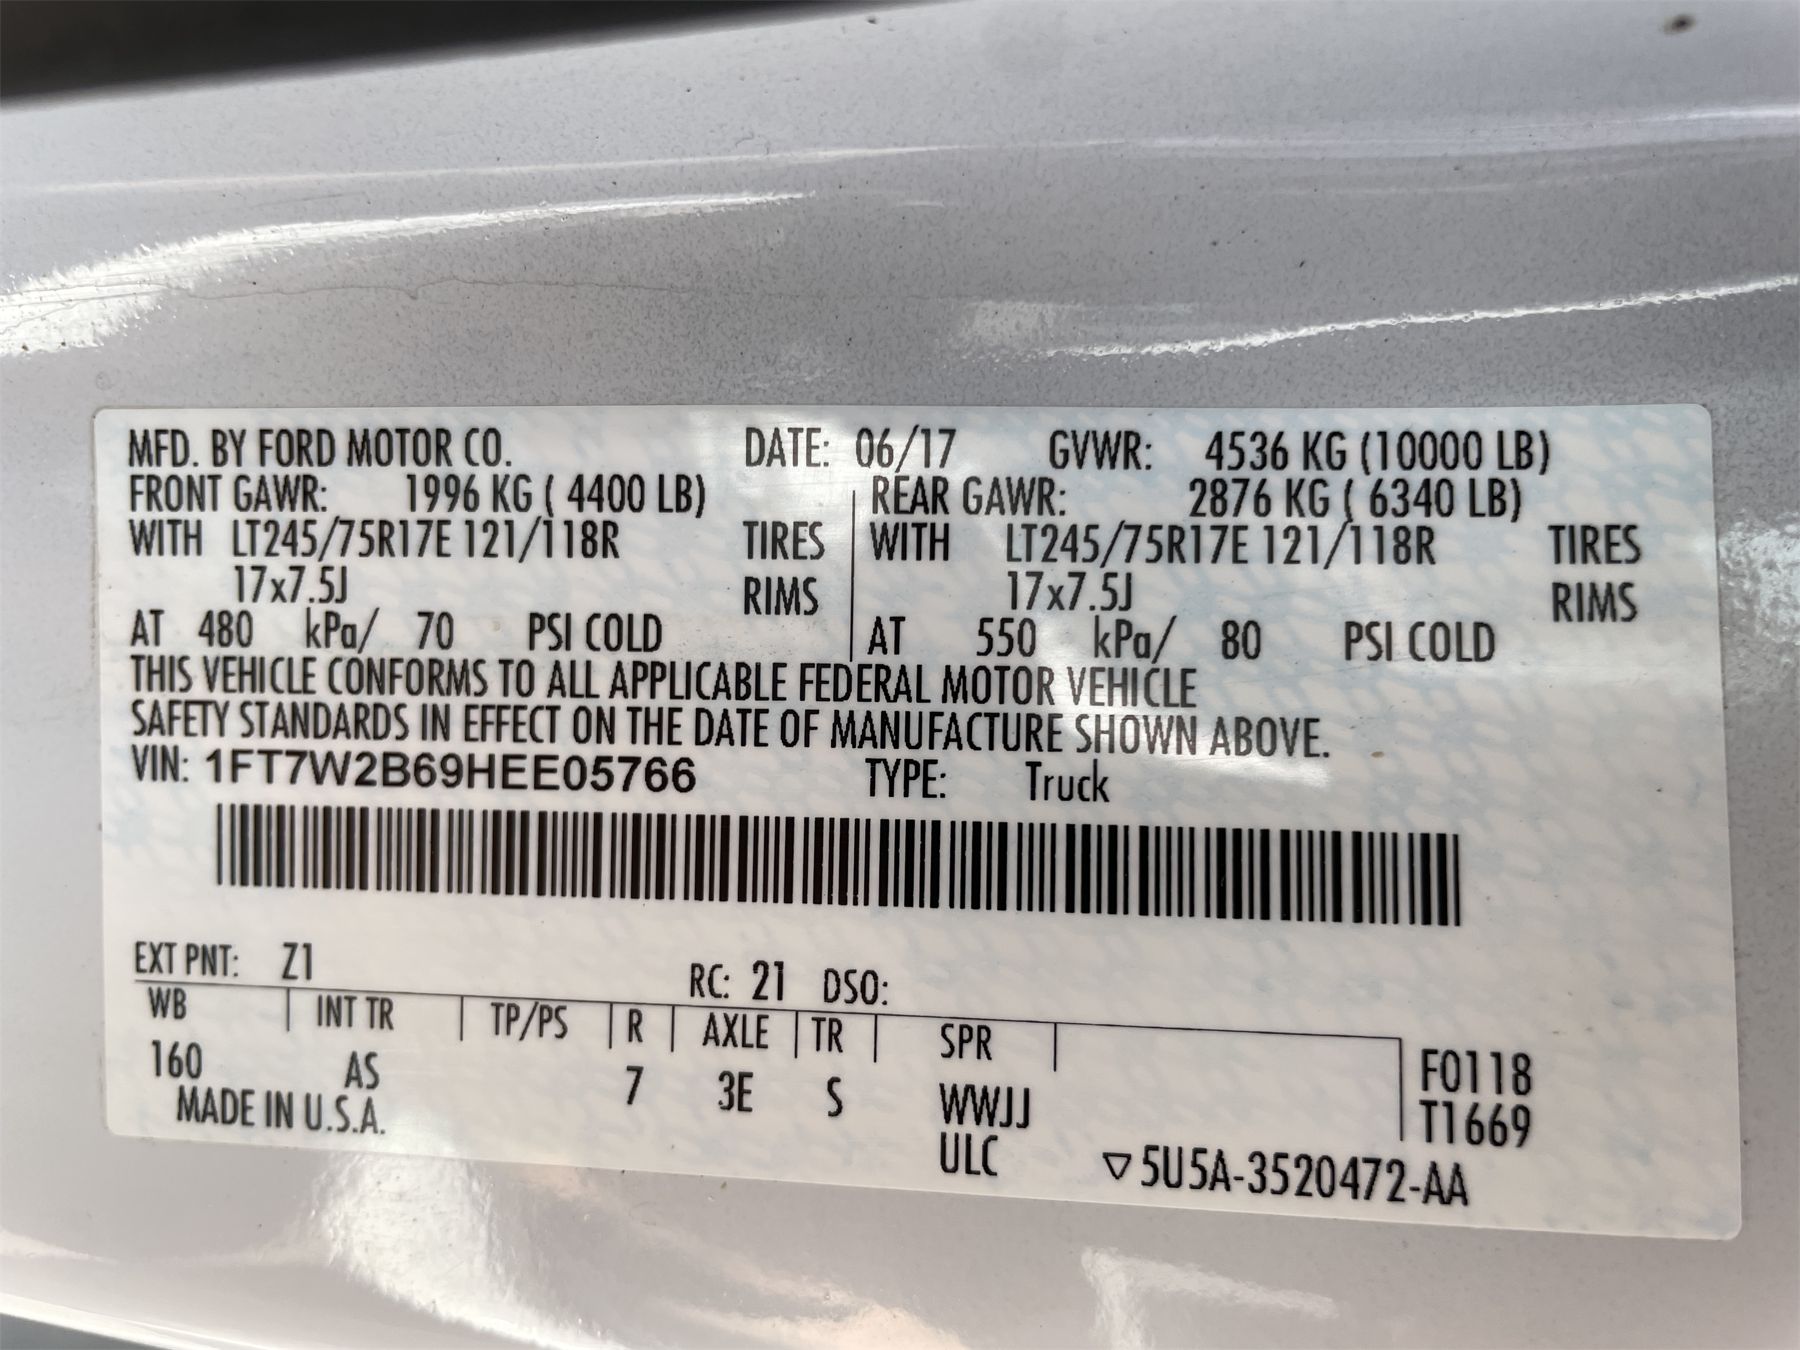 MFD. BY FORD MOTOR CO. DATE: 06/17 GVWR: 4536 KG (10000 LB)
FRONT GAWR: 1996 KG ( 4400 LB) REAR GAWR: 2876 KG ( 6340 LB)
WITH LT245/75R17E 121/118R TIRES WITH LT245/75R17E 121/118R TIRES
17x7.5J RIMS 17x7.5J RIMS
AT 480 kPa/ 70 PSI COLD AT 550 kPa/ 80 PSI COLD
THIS VEHICLE CONFORMS TO ALL APPLICABLE FEDERAL MOTOR VEHICLE
SAFETY STANDARDS IN EFFECT ON THE DATE OF MANUFACTURE SHOWN ABOVE.
VIN: 1FT7W2B69HEE05766 TYPE: Truck
EXT PNT: Z1 RC: 21 DSO:
WB INT TR TP/PS R AXLE TR SPR
160 AS 7 3E S WWJJ F0118
MADE IN U.S.A. ULC T1669
▽5U5A-3520472-AA